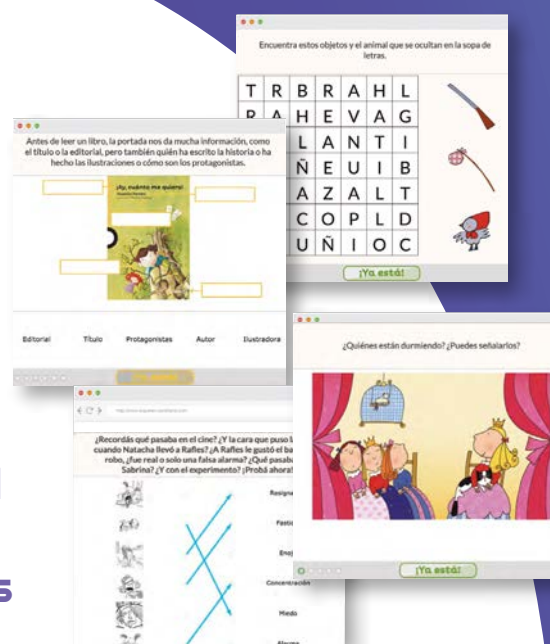 Encuentra estos objetos y el animal que se ocultan en la sopa de
letras.
T R B R A H L
R A H E V A G
L A N T I
Ñ E U I B
A Z A L T
C O P L D
U Ñ I O C
¡Ya está!
Antes de leer un libro, la portada nos da mucha información, como
el título o la editorial, pero también quién ha escrito la historia o ha
hecho las ilustraciones o cómo son los protagonistas.
¡Ay, cuánto me quiero!
Editorial Título Protagonistas Autor Ilustradora
¿Quiénes están durmiendo? ¿Puedes señalarlos?
¡Ya está!
¿Recordás qué pasaba en el cine? ¿Y la cara que puso
cuando Natacha llevó a Rafles? ¿A Rafles le gustó el
robo, ¿fue real o solo una falsa alarma? ¿Qué
Sabrina? ¿Y con el experimento? ¡Probá ahora!
Concentración
Miedo